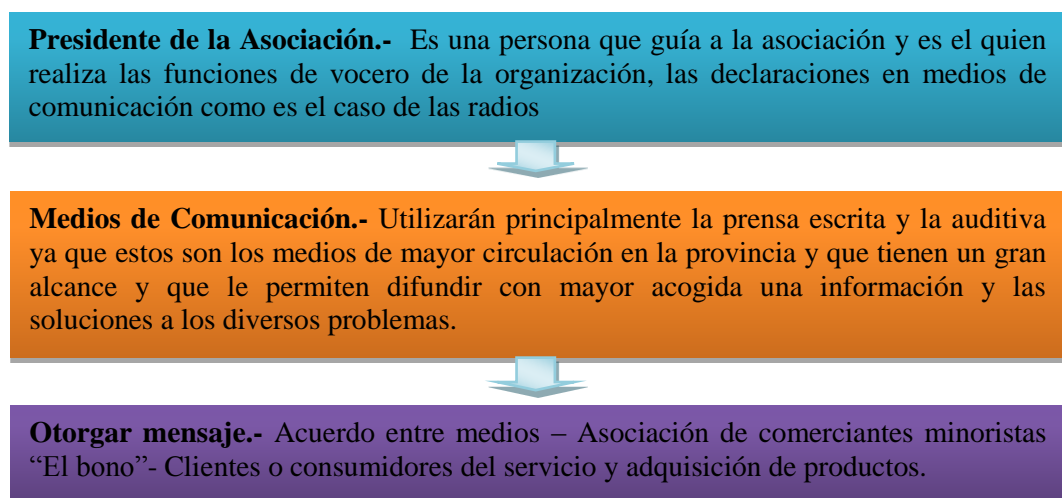 Presidente de la Asociación.- Es una persona que guía a la asociación y es el quien
realiza las funciones de vocero de la organización, las declaraciones en medios de
comunicación como es el caso de las radios
Medios de Comunicación.- Utilizarán principalmente la prensa escrita y la auditiva
ya que estos son los medios de mayor circulación en la provincia y que tienen un gran
alcance y que le permiten difundir con mayor acogida una información y las
soluciones a los diversos problemas.
Otorgar mensaje.- Acuerdo entre medios – Asociación de comerciantes minoristas
“El bono”- Clientes o consumidores del servicio y adquisición de productos.